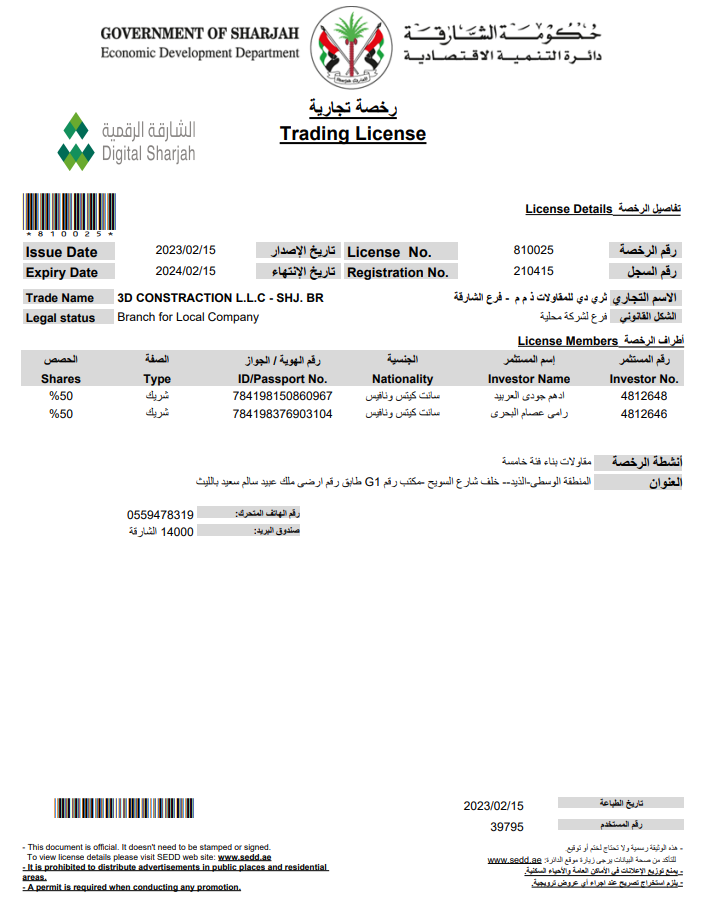 GOVERNMENT OF SHARJAH
Economic Development Department
حكومة الشارقة
دائرة التنمية الاقتصادية
رخصة تجارية
Trading License
الشارقة الرقمية
Digital Sharjah
*810025*
License Details تفاصيل الرخصة
Issue Date 2023/02/15 تاريخ الإصدار License No. 810025 رقم الرخصة
Expiry Date 2024/02/15 تاريخ الإنتهاء Registration No. 210415 رقم السجل
Trade Name 3D CONSTRUCTION L.L.C - SHJ. BR ثري دي للمقاولات ذ م م - فرع الشارقة الاسم التجاري
Legal status Branch for Local Company فرع لشركة محلية الشكل القانوني
License Members أطراف الرخصة
الحصص الصفة رقم الهوية / الجواز الجنسية إسم المستثمر رقم المستثمر
Shares Type ID/Passport No. Nationality Investor Name Investor No.
%50 شريك 784198150860967 سانت كيتس ونافيس ادهم جودى العربيد 4812648
%50 شريك 784198376903104 سانت كيتس ونافيس رامى عصام البحرى 4812646
أنشطة الرخصة مقاولات بناء فئة خامسة
العنوان المنطقة الوسطى-الذيد-- خلف شارع السويح -مكتب رقم G1 طابق رقم ارضى ملك عبيد سالم سعيد بالليث
رقم الهاتف المتحرك: 0559478319
صندوق البريد: 14000 الشارقة
تاريخ الطباعة 2023/02/15
رقم المستخدم 39795
- This document is official. It doesn't need to be stamped or signed.
To view license details please visit SEDD web site: www.sedd.ae
- It is prohibited to distribute advertisements in public places and residential
areas.
- A permit is required when conducting any promotion.
- هذه الوثيقة رسمية ولا تحتاج لختم أو توقيع.
للتأكد من صحة البيانات يرجى زيارة موقع الدائرة: www.sedd.ae
- يمنع توزيع الإعلانات في الأماكن العامة والأحياء السكنية.
- يلزم استخراج تصريح عند اجراء أي عروض ترويجية.